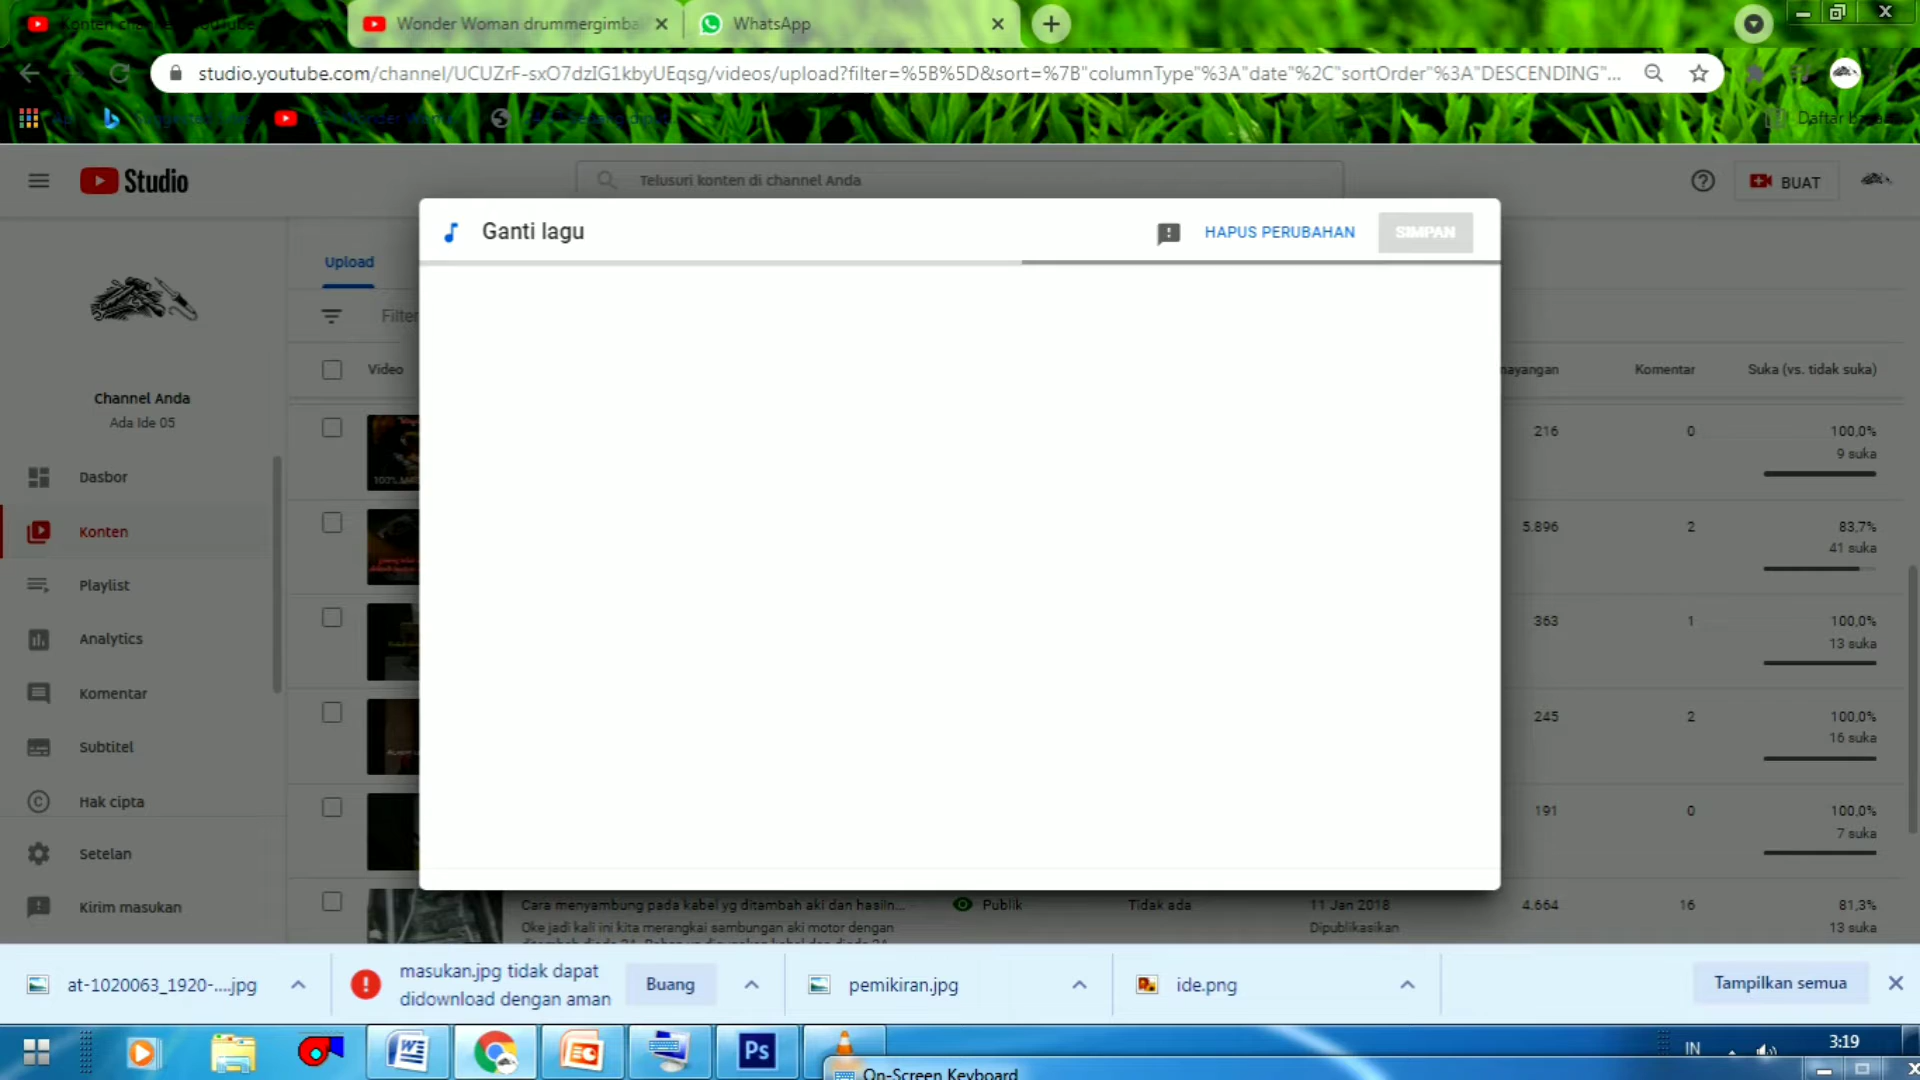 Wonder Woman drummergimba
WhatsApp
studio.youtube.com/channel/UCUZrF-sxO7dzIG1kbyUEqsg/videos/upload?filter=%5B%5D&sort=%7B"columnType"%3A"date"%2C"sortOrder"%3A"DESCENDING"...
Daftar
Studio
Telusuri konten di channel Anda
BUAT
Ganti lagu
HAPUS PERUBAHAN
SIMPAN
Upload
Filter
Video
nayangan
Komentar
Suka (vs. tidak suka)
Channel Anda
Ada Ide 05
Dasbor
Konten
Playlist
Analytics
Komentar
Subtitel
Hak cipta
Setelan
Kirim masukan
216
0
100,0%
9 suka
5.896
2
83,7%
41 suka
363
1
100,0%
13 suka
245
2
100,0%
16 suka
191
0
100,0%
7 suka
Cara menyambung pada kabel yg ditambah aki dan hasiln...
Oke jadi kali ini kita merangkai sambungan aki motor dengan
Publik
Tidak ada
11 Jan 2018
Dipublikasikan
4.664
16
81,3%
13 suka
at-1020063_1920-....jpg
masukan.jpg tidak dapat
didownload dengan aman
Buang
pemikiran.jpg
ide.png
Tampilkan semua
Ps
IN
3:19
On-Screen Keyboard